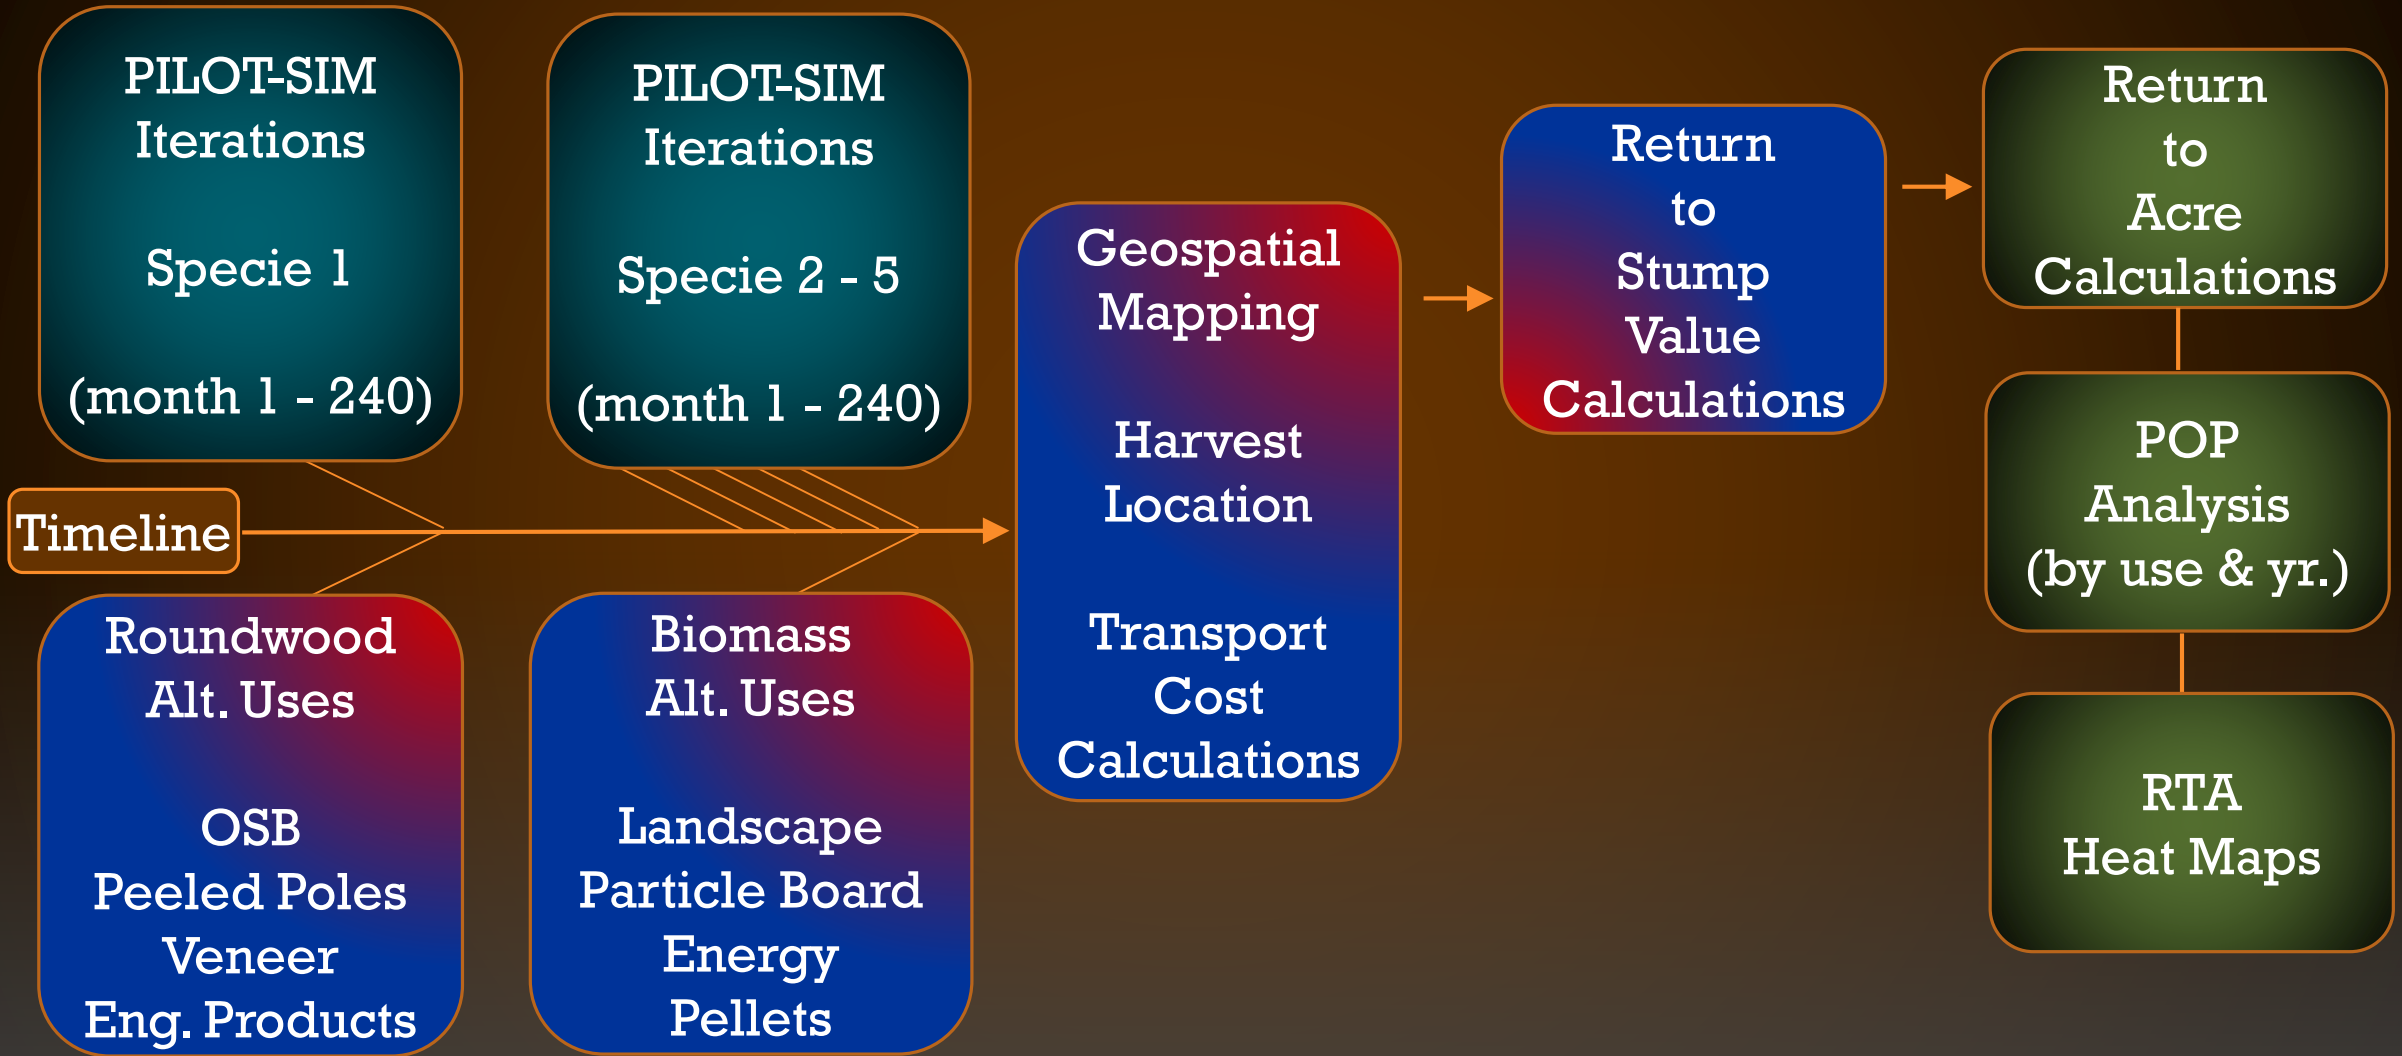 PILOT-SIM
Iterations
Specie 1
(month 1 - 240)
PILOT-SIM
Iterations
Specie 2 - 5
(month 1 - 240)
Timeline
Roundwood
Alt. Uses
OSB
Peeled Poles
Veneer
Eng. Products
Biomass
Alt. Uses
Landscape
Particle Board
Energy
Pellets
Geospatial
Mapping
Harvest
Location
Transport
Cost
Calculations
Return
to
Stump
Value
Calculations
Return
to
Acre
Calculations
POP
Analysis
(by use & yr.)
RTA
Heat Maps